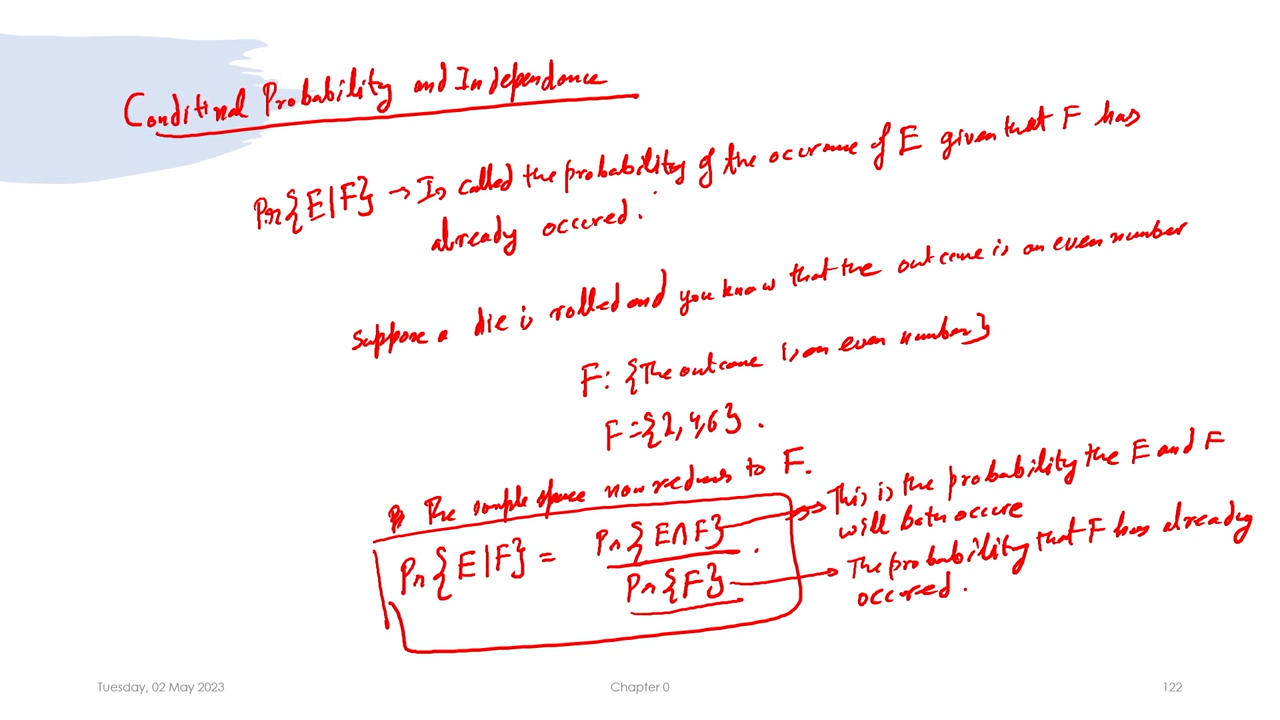 Conditinal Probability and Independance
Pr{E|F} → Is called the probability of the occurance of E given that F has
already occured.
Suppose a die is rolled and you know that the outcome is an even number
F: {The outcome is an even number}
F = {2,4,6}.
The sample space now reduces to F.
Pr{E|F} = Pr{E∩F} / Pr{F}.
→ This is the probability the E and F
will both occure
→ The probability that F has already
occured.
Tuesday, 02 May 2023
Chapter 0
122